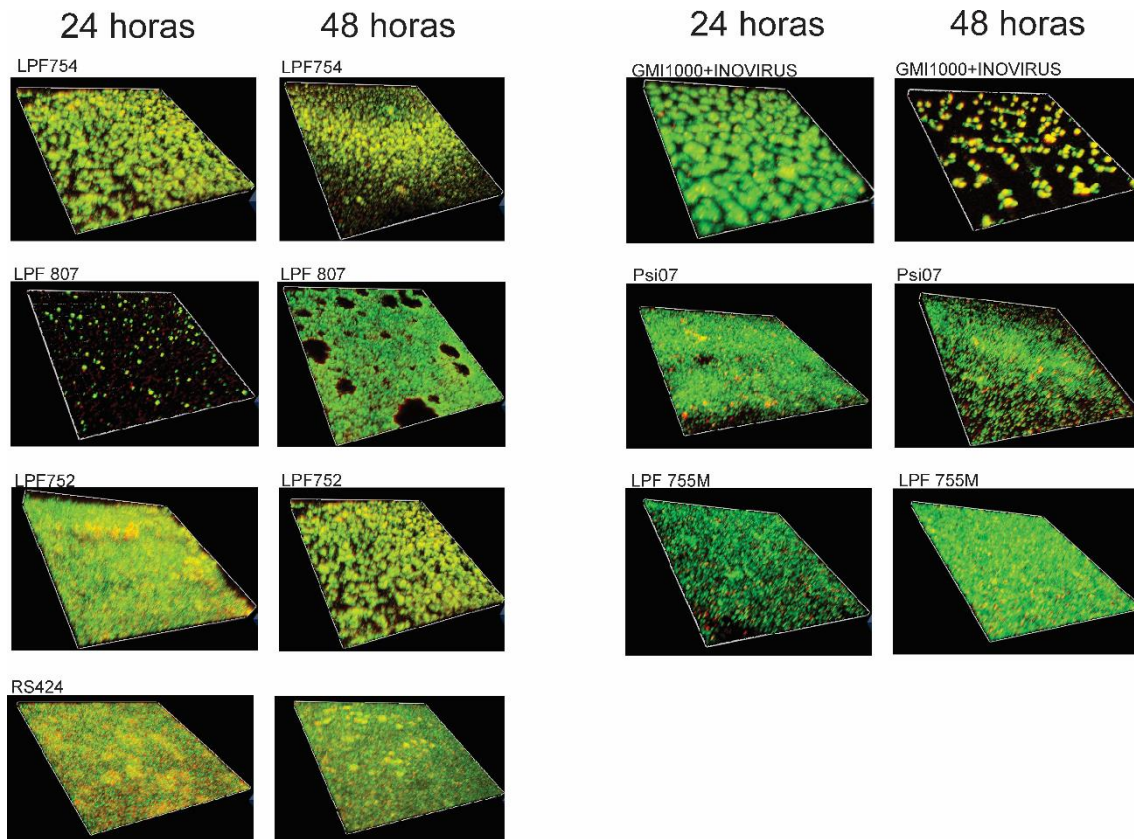 24 horas
48 horas
LPF754
LPF754
LPF 807
LPF 807
LPF752
LPF752
RS424
24 horas
48 horas
GMI1000+INOVIRUS
GMI1000+INOVIRUS
Psi07
Psi07
LPF 755M
LPF 755M